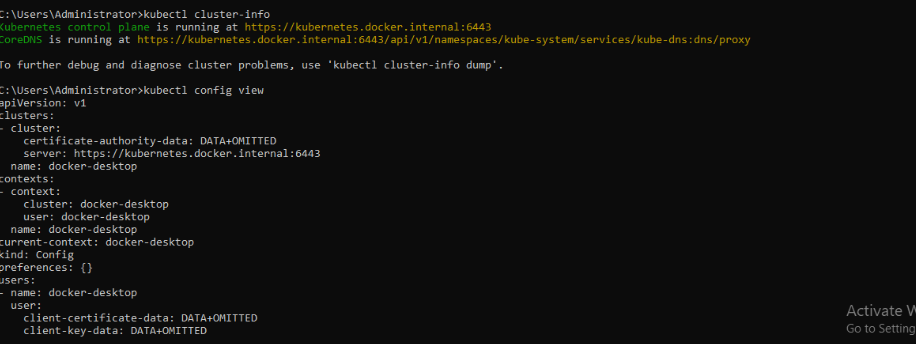 C:\Users\Administrator>kubectl cluster-info
Kubernetes control plane is running at https://kubernetes.docker.internal:6443
CoreDNS is running at https://kubernetes.docker.internal:6443/api/v1/namespaces/kube-system/services/kube-dns:dns/proxy
To further debug and diagnose cluster problems, use 'kubectl cluster-info dump'.
C:\Users\Administrator>kubectl config view
apiVersion: v1
clusters:
- cluster:
    certificate-authority-data: DATA+OMITTED
    server: https://kubernetes.docker.internal:6443
  name: docker-desktop
contexts:
- context:
    cluster: docker-desktop
    user: docker-desktop
  name: docker-desktop
current-context: docker-desktop
kind: Config
preferences: {}
users:
- name: docker-desktop
  user:
    client-certificate-data: DATA+OMITTED
    client-key-data: DATA+OMITTED
Activate W
Go to Setting